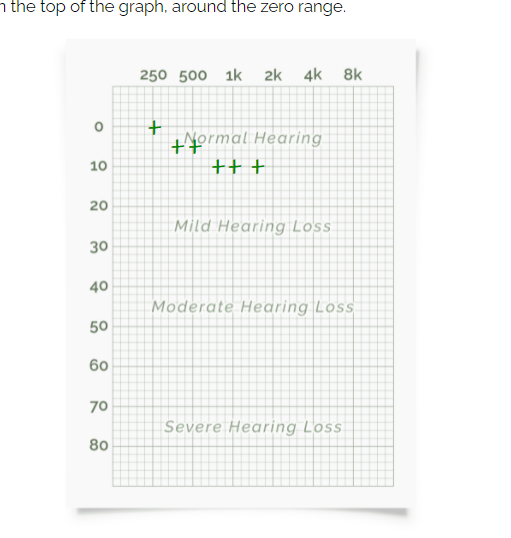 the top of the graph, around the zero range.
250 500 1k 2k 4k 8k
0
Normal Hearing
10
20
Mild Hearing Loss
30
40
Moderate Hearing Loss
50
60
70
Severe Hearing Loss
80